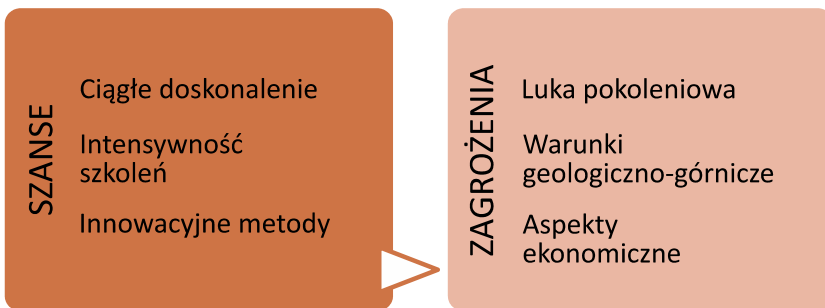 SZANSE
Ciągłe doskonalenie
Intensywność
szkoleń
Innowacyjne metody
ZAGROŻENIA
Luka pokoleniowa
Warunki
geologiczno-górnicze
Aspekty
ekonomiczne